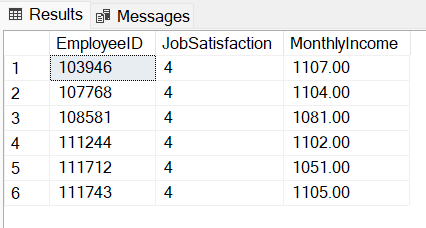 Results Messages
EmployeeID JobSatisfaction MonthlyIncome
1 103946 4 1107.00
2 107768 4 1104.00
3 108581 4 1081.00
4 111244 4 1102.00
5 111712 4 1051.00
6 111743 4 1105.00